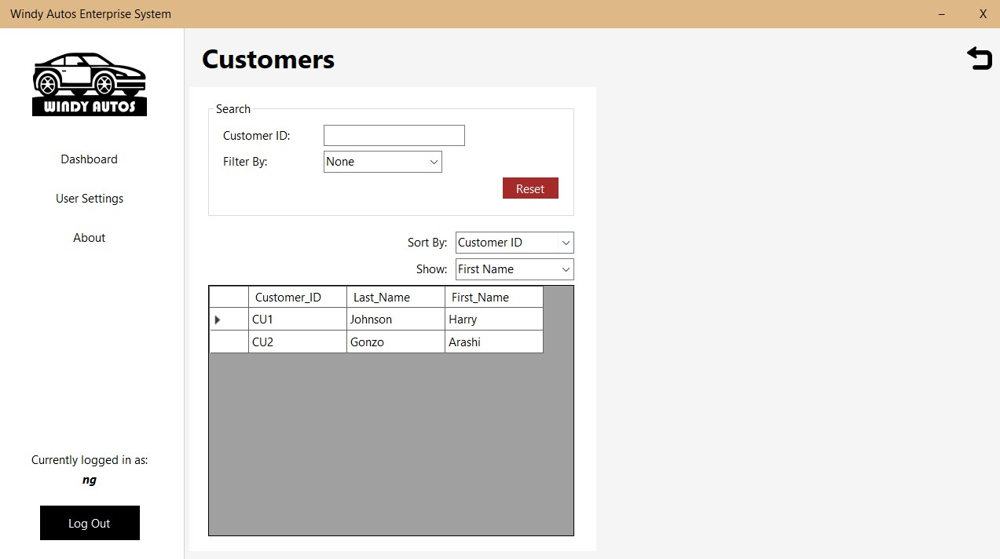 Windy Autos Enterprise System
– X
WINDY AUTOS
Dashboard
User Settings
About
Currently logged in as:
ng
Log Out
Customers
Search
Customer ID:
Filter By: None
Reset
Sort By: Customer ID
Show: First Name
Customer_ID Last_Name First_Name
CU1 Johnson Harry
CU2 Gonzo Arashi